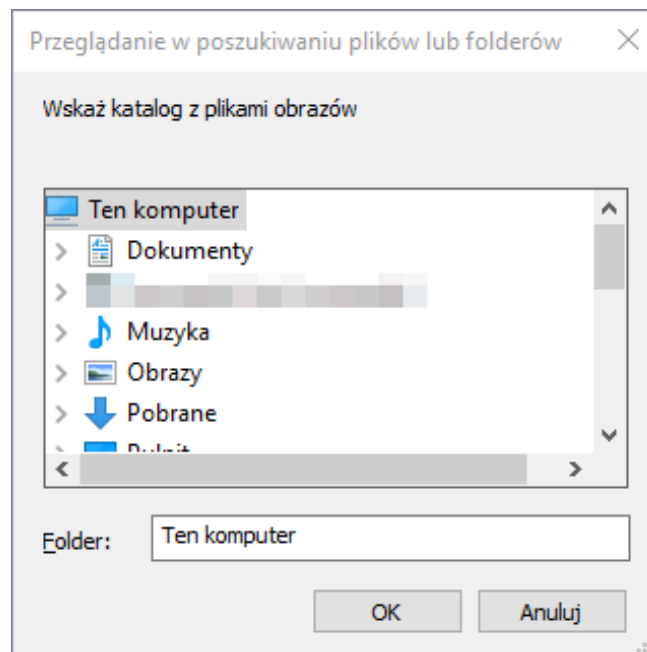 Przeglądanie w poszukiwaniu plików lub folderów
Wskaż katalog z plikami obrazów
Ten komputer
Dokumenty
Muzyka
Obrazy
Pobrane
Pulpit
Folder: Ten komputer
OK Anuluj